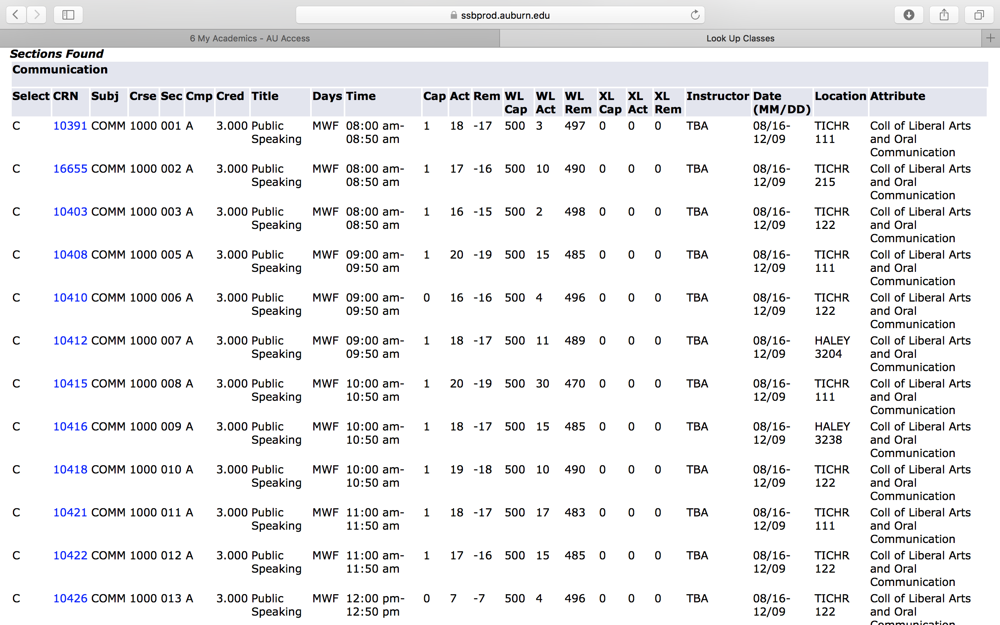 ssbprod.auburn.edu
6 My Academics - AU Access
Look Up Classes
Sections Found
Communication
Select CRN Subj Crse Sec Cmp Cred Title Days Time Cap Act Rem WL Cap WL Act WL Rem XL Cap XL Act XL Rem Instructor Date (MM/DD) Location Attribute
C 10391 COMM 1000 001 A 3.000 Public Speaking MWF 08:00 am-08:50 am 1 18 -17 500 3 497 0 0 0 TBA 08/16-12/09 TICHR 111 Coll of Liberal Arts and Oral Communication
C 16655 COMM 1000 002 A 3.000 Public Speaking MWF 08:00 am-08:50 am 1 17 -16 500 10 490 0 0 0 TBA 08/16-12/09 TICHR 215 Coll of Liberal Arts and Oral Communication
C 10403 COMM 1000 003 A 3.000 Public Speaking MWF 08:00 am-08:50 am 1 16 -15 500 2 498 0 0 0 TBA 08/16-12/09 TICHR 122 Coll of Liberal Arts and Oral Communication
C 10408 COMM 1000 005 A 3.000 Public Speaking MWF 09:00 am-09:50 am 1 20 -19 500 15 485 0 0 0 TBA 08/16-12/09 TICHR 111 Coll of Liberal Arts and Oral Communication
C 10410 COMM 1000 006 A 3.000 Public Speaking MWF 09:00 am-09:50 am 0 16 -16 500 4 496 0 0 0 TBA 08/16-12/09 TICHR 122 Coll of Liberal Arts and Oral Communication
C 10412 COMM 1000 007 A 3.000 Public Speaking MWF 09:00 am-09:50 am 1 18 -17 500 11 489 0 0 0 TBA 08/16-12/09 HALEY 3204 Coll of Liberal Arts and Oral Communication
C 10415 COMM 1000 008 A 3.000 Public Speaking MWF 10:00 am-10:50 am 1 20 -19 500 30 470 0 0 0 TBA 08/16-12/09 TICHR 111 Coll of Liberal Arts and Oral Communication
C 10416 COMM 1000 009 A 3.000 Public Speaking MWF 10:00 am-10:50 am 1 18 -17 500 15 485 0 0 0 TBA 08/16-12/09 HALEY 3238 Coll of Liberal Arts and Oral Communication
C 10418 COMM 1000 010 A 3.000 Public Speaking MWF 10:00 am-10:50 am 1 19 -18 500 10 490 0 0 0 TBA 08/16-12/09 TICHR 122 Coll of Liberal Arts and Oral Communication
C 10421 COMM 1000 011 A 3.000 Public Speaking MWF 11:00 am-11:50 am 1 18 -17 500 17 483 0 0 0 TBA 08/16-12/09 TICHR 111 Coll of Liberal Arts and Oral Communication
C 10422 COMM 1000 012 A 3.000 Public Speaking MWF 11:00 am-11:50 am 1 17 -16 500 15 485 0 0 0 TBA 08/16-12/09 TICHR 122 Coll of Liberal Arts and Oral Communication
C 10426 COMM 1000 013 A 3.000 Public Speaking MWF 12:00 pm-12:50 pm 0 7 -7 500 4 496 0 0 0 TBA 08/16-12/09 TICHR 122 Coll of Liberal Arts and Oral